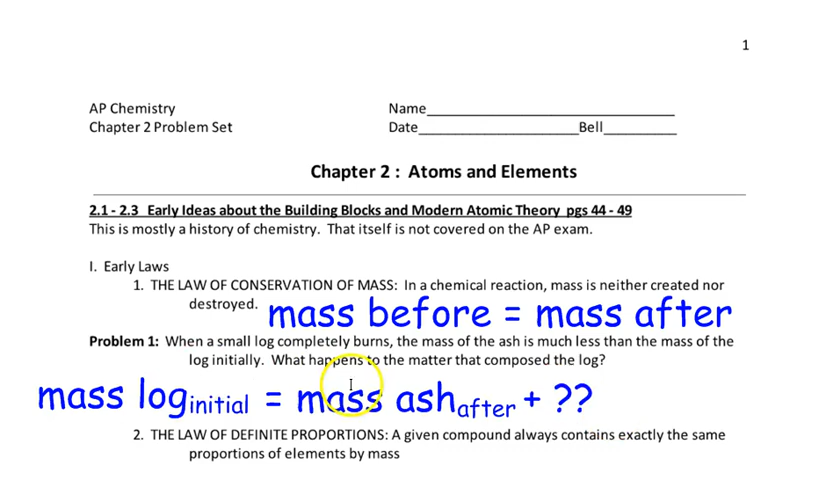 1
AP Chemistry Name___________________________________
Chapter 2 Problem Set Date______________________Bell__________
Chapter 2 : Atoms and Elements
2.1 - 2.3 Early Ideas about the Building Blocks and Modern Atomic Theory pgs 44 - 49
This is mostly a history of chemistry. That itself is not covered on the AP exam.
I. Early Laws
1. THE LAW OF CONSERVATION OF MASS: In a chemical reaction, mass is neither created nor
destroyed.
mass before = mass after
Problem 1: When a small log completely burns, the mass of the ash is much less than the mass of the
log initially. What happens to the matter that composed the log?
mass log initial = mass ash after + ??
2. THE LAW OF DEFINITE PROPORTIONS: A given compound always contains exactly the same
proportions of elements by mass